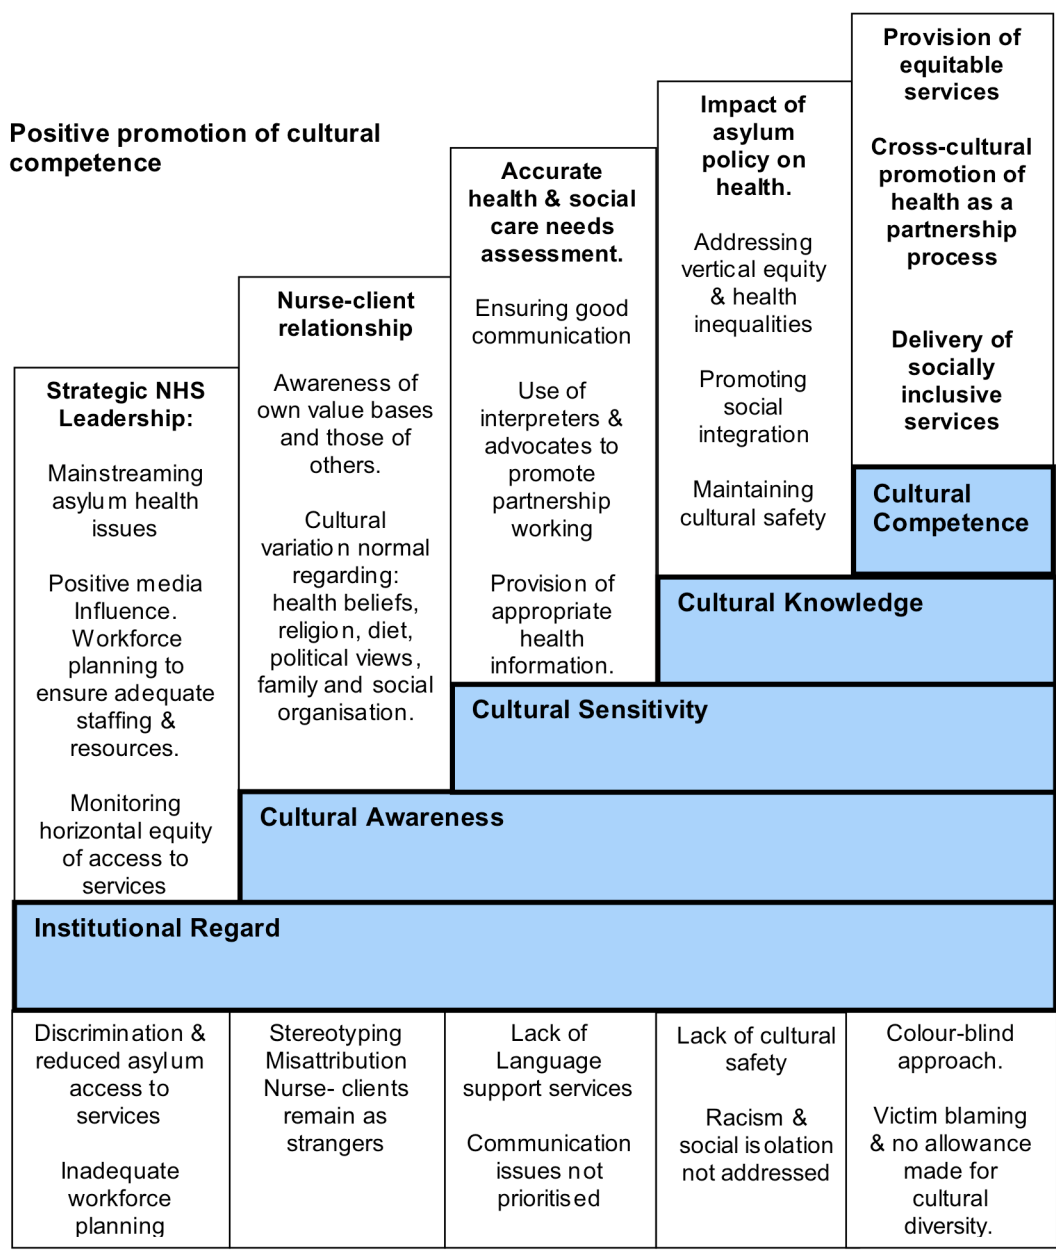 Positive promotion of cultural
competence
Strategic NHS
Leadership:
Mainstreaming
asylum health
issues
Positive media
Influence.
Workforce
planning to
ensure adequate
staffing &
resources.
Monitoring
horizontal equity
of access to
services
Nurse-client
relationship
Awareness of
own value bases
and those of
others.
Cultural
variation normal
regarding:
health beliefs,
religion, diet,
political views,
family and social
organisation.
Accurate
health & social
care needs
assessment.
Ensuring good
communication
Use of
interpreters &
advocates to
promote
partnership
working
Provision of
appropriate
health
information.
Impact of
asylum
policy on
health.
Addressing
vertical equity
& health
inequalities
Promoting
social
integration
Maintaining
cultural safety
Provision of
equitable
services
Cross-cultural
promotion of
health as a
partnership
process
Delivery of
socially
inclusive
services
Cultural
Competence
Cultural Knowledge
Cultural Sensitivity
Cultural Awareness
Institutional Regard
Discrimination &
reduced asylum
access to
services
Inadequate
workforce
planning
Stereotyping
Misattribution
Nurse- clients
remain as
strangers
Lack of
Language
support services
Communication
issues not
prioritised
Lack of cultural
safety
Racism &
social isolation
not addressed
Colour-blind
approach.
Victim blaming
& no allowance
made for
cultural
diversity.